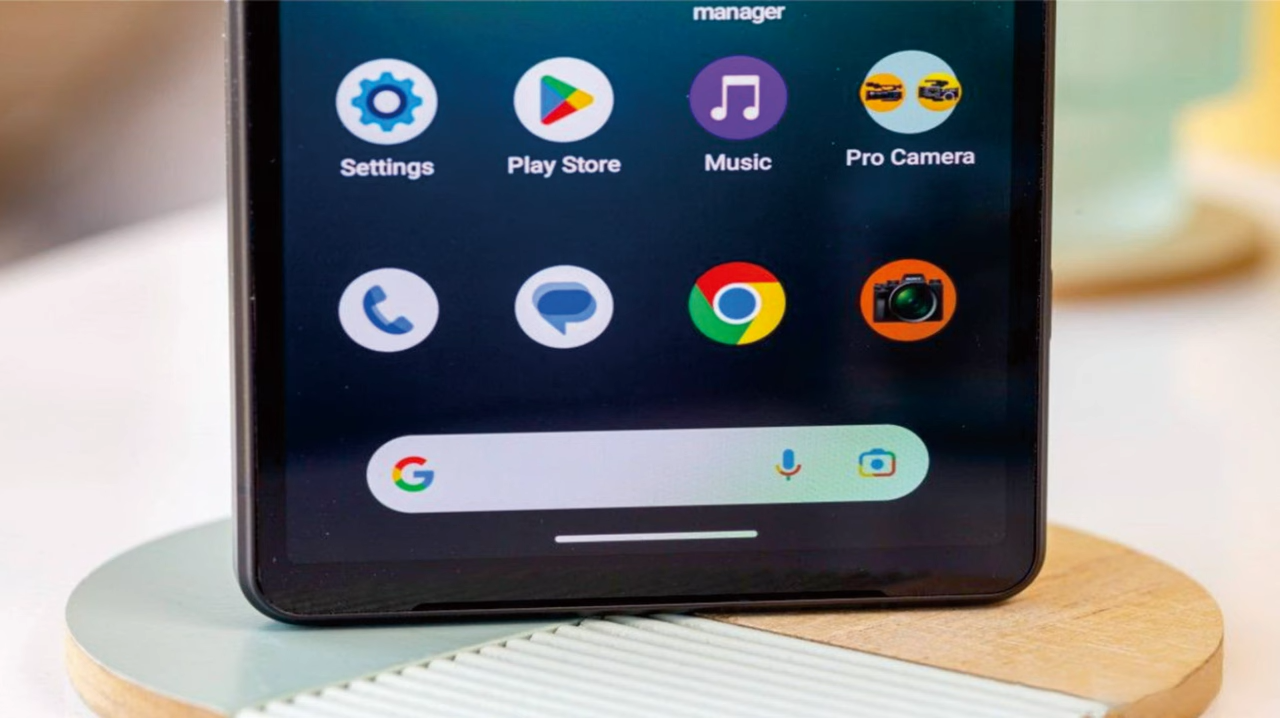 manager
Settings
Play Store
Music
Pro Camera
G